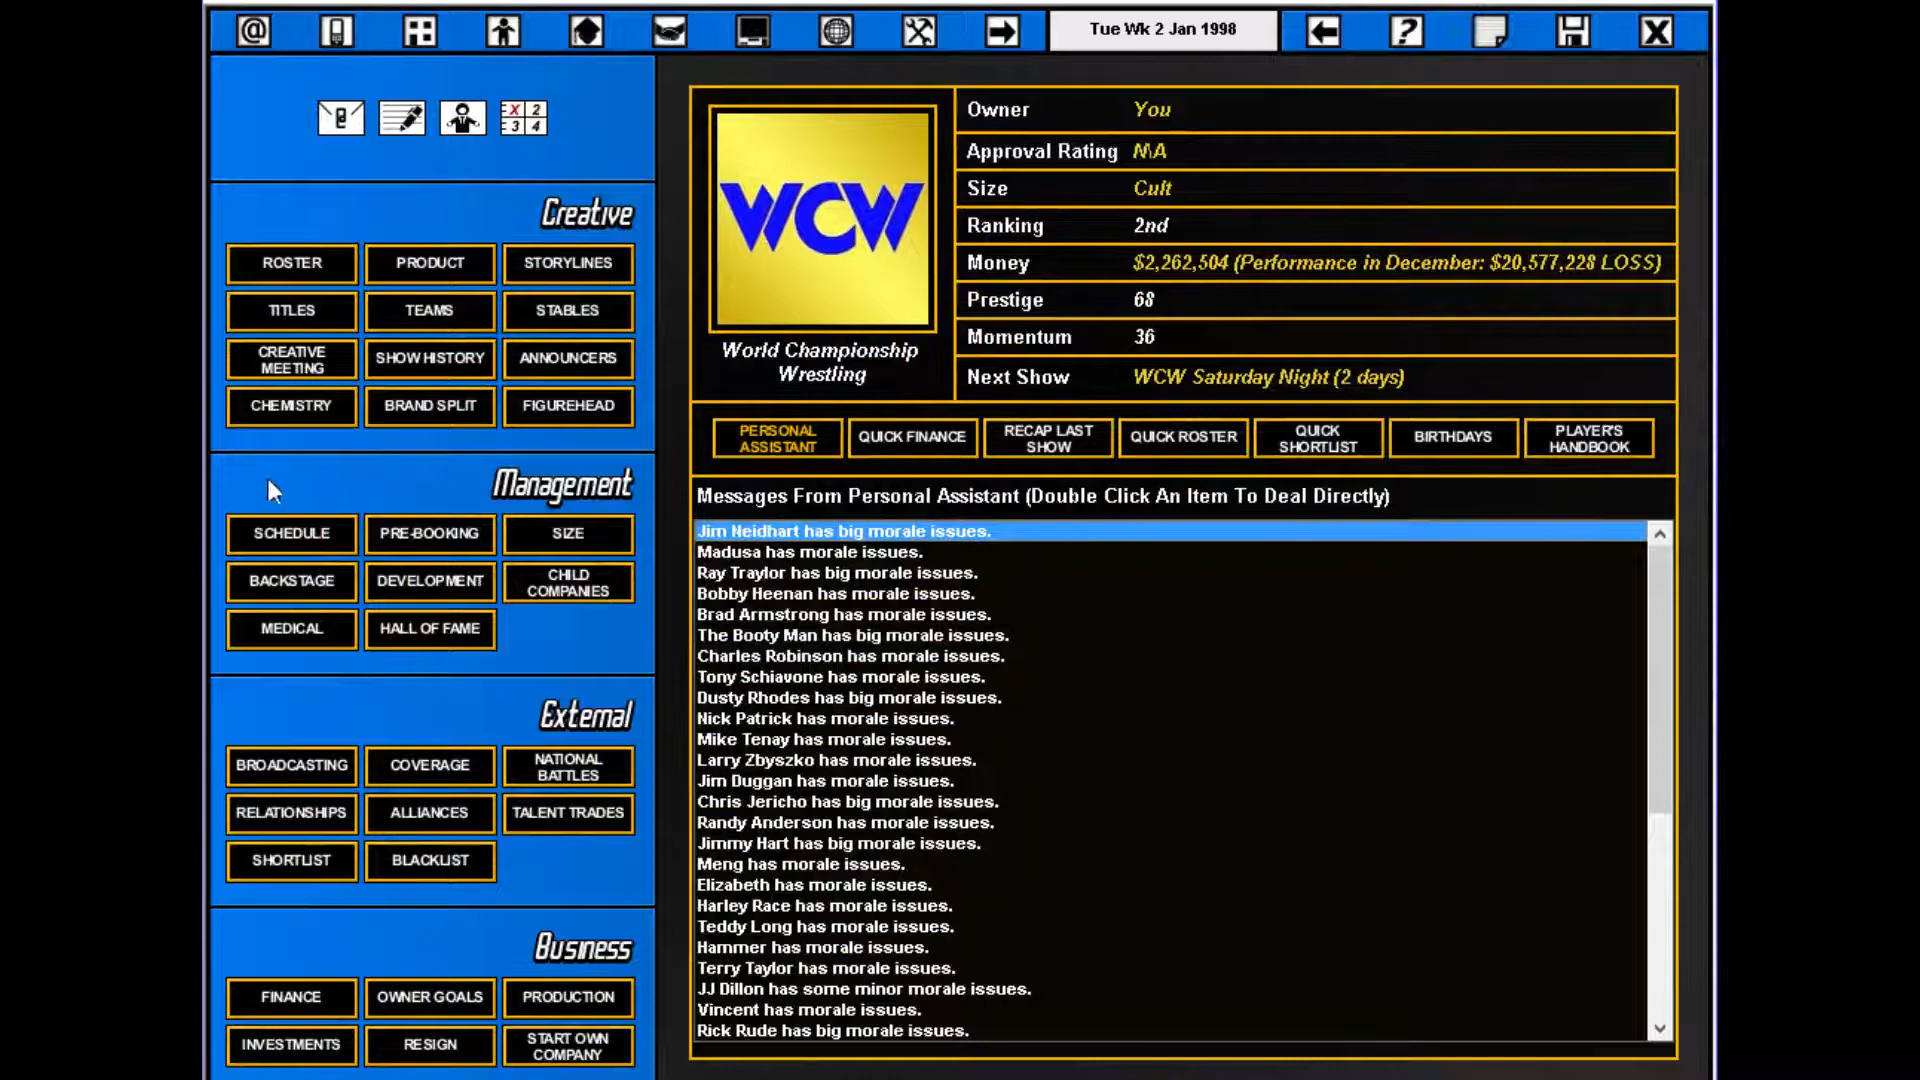 Tue Wk 2 Jan 1998
X 2
3 4
Creative
ROSTER
PRODUCT
STORYLINES
TITLES
TEAMS
STABLES
CREATIVE
MEETING
SHOW HISTORY
ANNOUNCERS
CHEMISTRY
BRAND SPLIT
FIGUREHEAD
Management
SCHEDULE
PRE-BOOKING
SIZE
BACKSTAGE
DEVELOPMENT
CHILD
COMPANIES
MEDICAL
HALL OF FAME
External
BROADCASTING
COVERAGE
NATIONAL
BATTLES
RELATIONSHIPS
ALLIANCES
TALENT TRADES
SHORTLIST
BLACKLIST
Business
FINANCE
OWNER GOALS
PRODUCTION
INVESTMENTS
RESIGN
START OWN
COMPANY
WCW
World Championship
Wrestling
Owner You
Approval Rating N\A
Size Cult
Ranking 2nd
Money $2,262,504 (Performance in December: $20,577,228 LOSS)
Prestige 68
Momentum 36
Next Show WCW Saturday Night (2 days)
PERSONAL
ASSISTANT
QUICK FINANCE
RECAP LAST
SHOW
QUICK ROSTER
QUICK
SHORTLIST
BIRTHDAYS
PLAYER'S
HANDBOOK
Messages From Personal Assistant (Double Click An Item To Deal Directly)
Jim Neidhart has big morale issues.
Madusa has morale issues.
Ray Traylor has big morale issues.
Bobby Heenan has morale issues.
Brad Armstrong has morale issues.
The Booty Man has big morale issues.
Charles Robinson has morale issues.
Tony Schiavone has morale issues.
Dusty Rhodes has big morale issues.
Nick Patrick has morale issues.
Mike Tenay has morale issues.
Larry Zbyszko has morale issues.
Jim Duggan has morale issues.
Chris Jericho has big morale issues.
Randy Anderson has morale issues.
Jimmy Hart has big morale issues.
Meng has morale issues.
Elizabeth has morale issues.
Harley Race has morale issues.
Teddy Long has morale issues.
Hammer has morale issues.
Terry Taylor has morale issues.
JJ Dillon has some minor morale issues.
Vincent has morale issues.
Rick Rude has big morale issues.